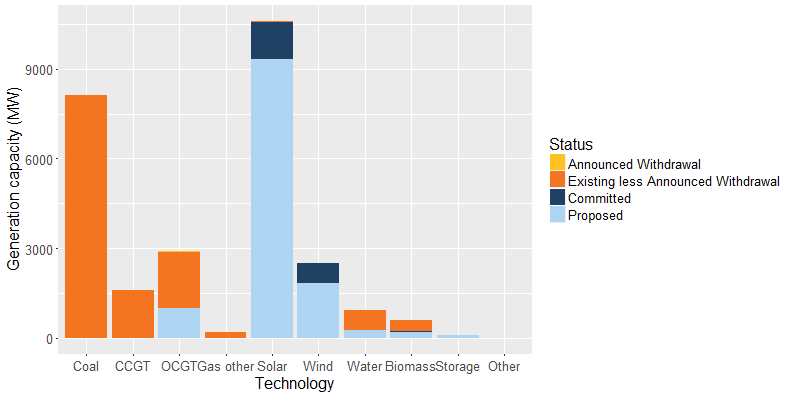 Generation capacity (MW)
9000
6000
3000
0
Coal CCGT OCGT Gas other Solar Wind Water Biomass Storage Other
Technology
Status
Announced Withdrawal
Existing less Announced Withdrawal
Committed
Proposed